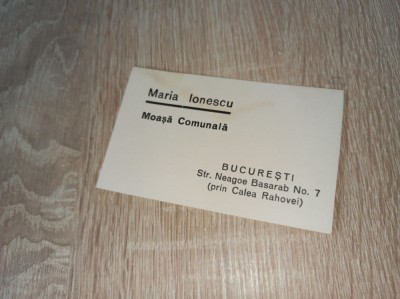 Maria Ionescu
Moașă Comunală
BUCUREȘTI
Str. Neagoe Basarab No. 7
(prin Calea Rahovei)